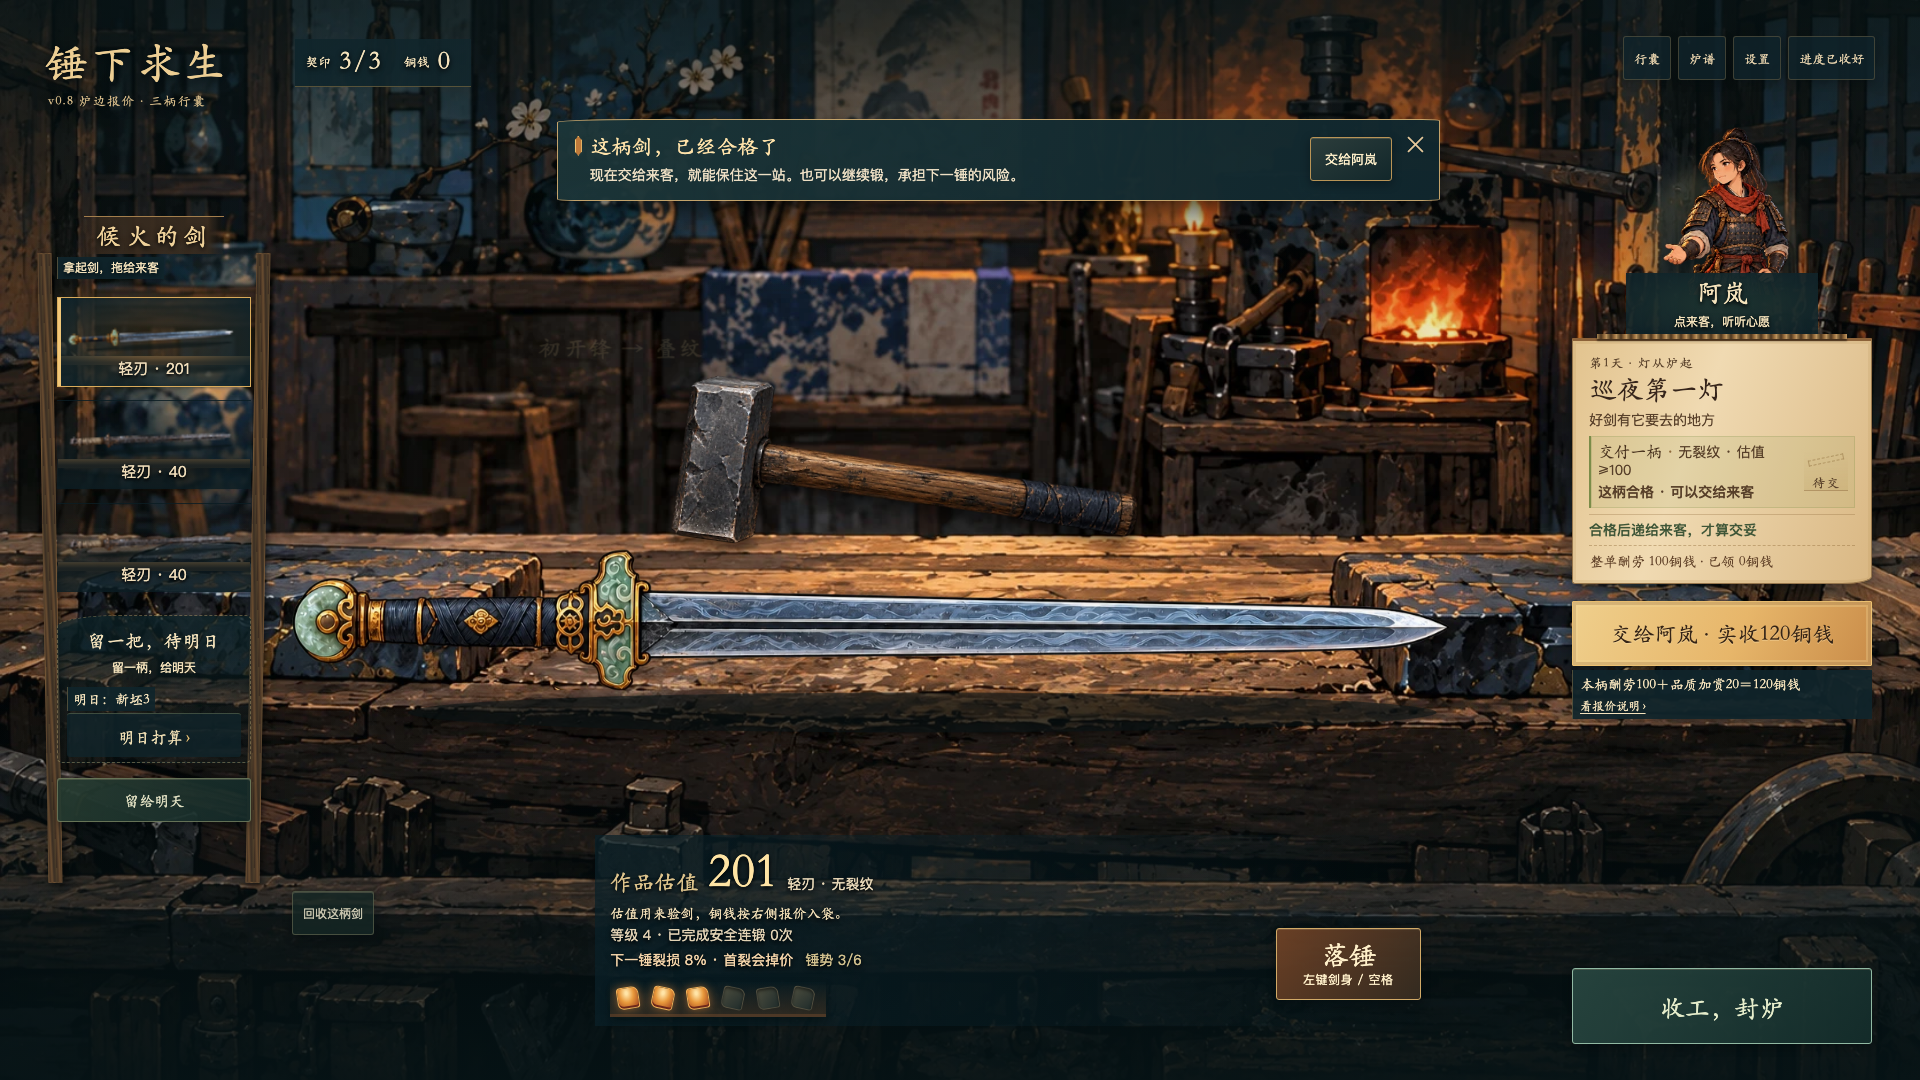 锤下求生
v0.8 炉边报价 · 三柄行囊
契印 3/3 铜钱 0
行囊
炉谱
设置
进度已收好
这柄剑，已经合格了
现在交给来客，就能保住这一站。也可以继续锻，承担下一锤的风险。
交给阿岚
候火的剑
拿起剑，拖给来客
轻刃 · 201
轻刃 · 40
轻刃 · 40
留一把，待明日
留一柄，给明天
明日：新坯3
明日打算›
留给明天
回收这柄剑
初开锋 → 叠纹
阿岚
点来客，听听心愿
第1天 · 灯从炉起
巡夜第一灯
好剑有它要去的地方
交付一柄 · 无裂纹 · 估值
≥100
这柄合格 · 可以交给来客
待交
合格后递给来客，才算交妥
整单酬劳 100铜钱 · 已领 0铜钱
交给阿岚 · 实收120铜钱
本柄酬劳100＋品质加赏20＝120铜钱
看报价说明›
作品估值 201 轻刃 · 无裂纹
估值用来验剑，铜钱按右侧报价入袋。
等级 4 · 已完成安全连锻 0次
下一锤裂损 8% · 首裂会掉价 锤势 3/6
落锤
左键剑身 / 空格
收工，封炉